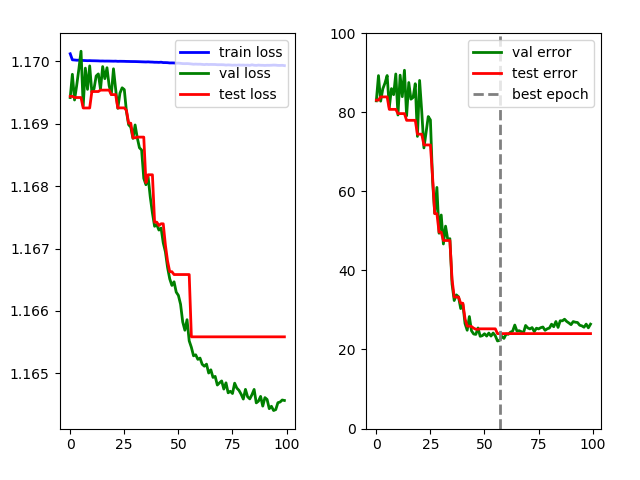 1.170
1.169
1.168
1.167
1.166
1.165
0 25 50 75 100
train loss
val loss
test loss
100
80
60
40
20
0
0 25 50 75 100
val error
test error
best epoch